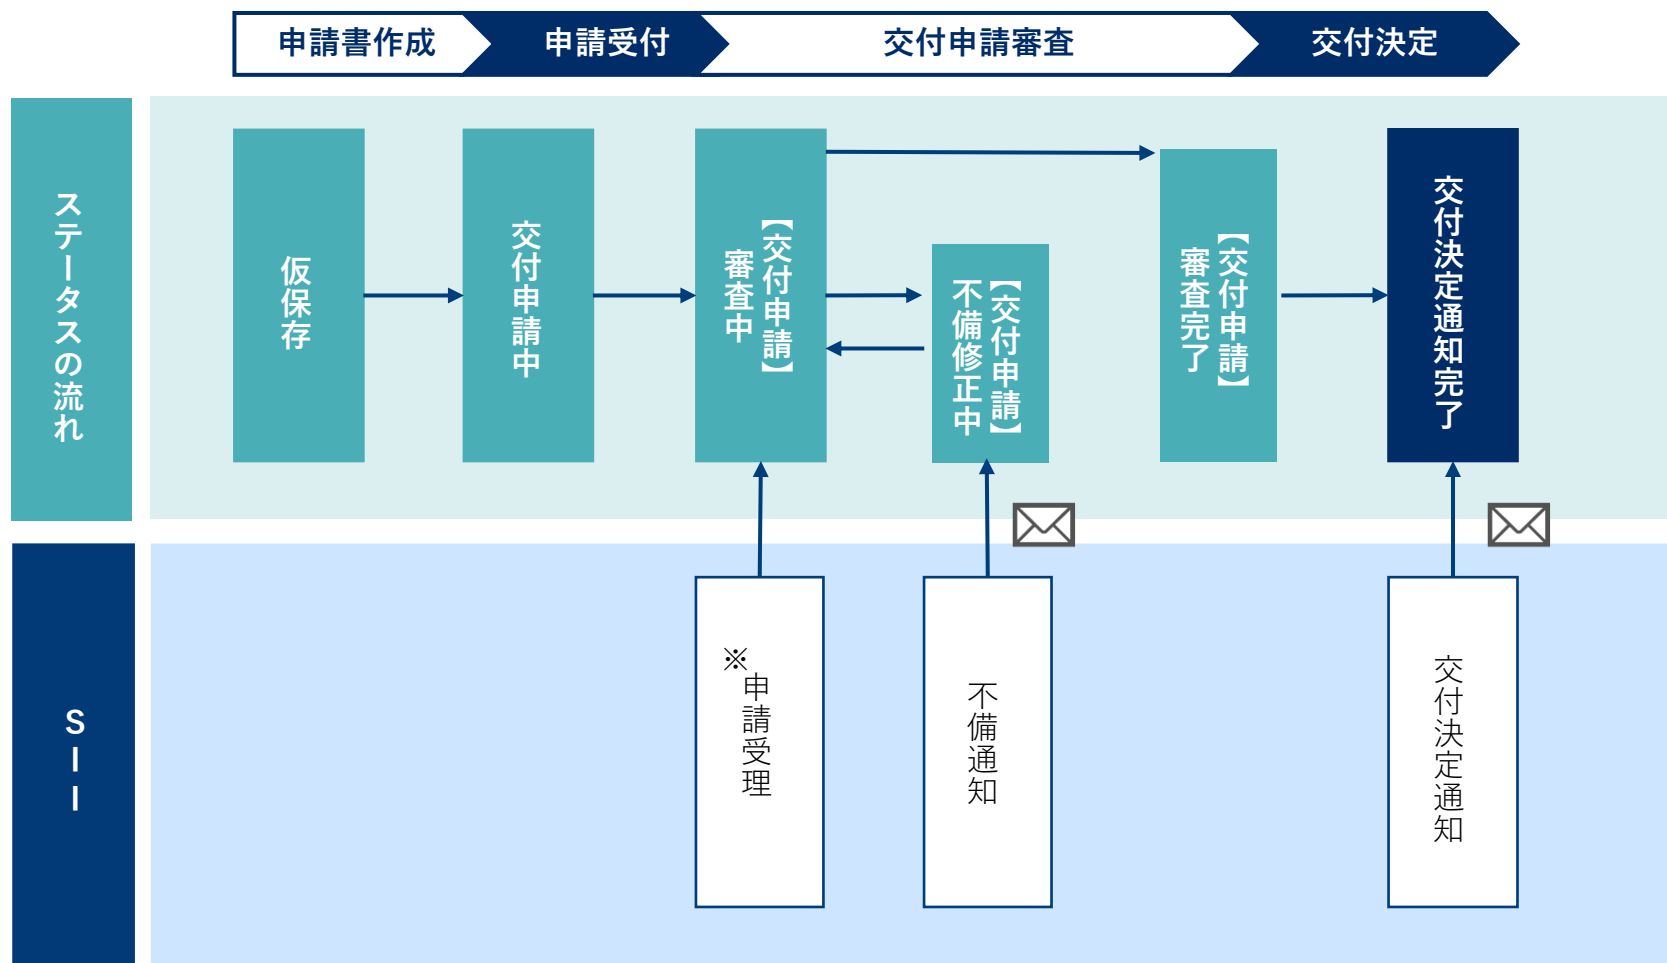 申請書作成
申請受付
交付申請審査
交付決定
ステータスの流れ
仮保存
交付申請中
【交付申請】
審査中
【交付申請】
不備修正中
【交付申請】
審査完了
交付決定通知完了
SII
※申請受理
不備通知
交付決定通知